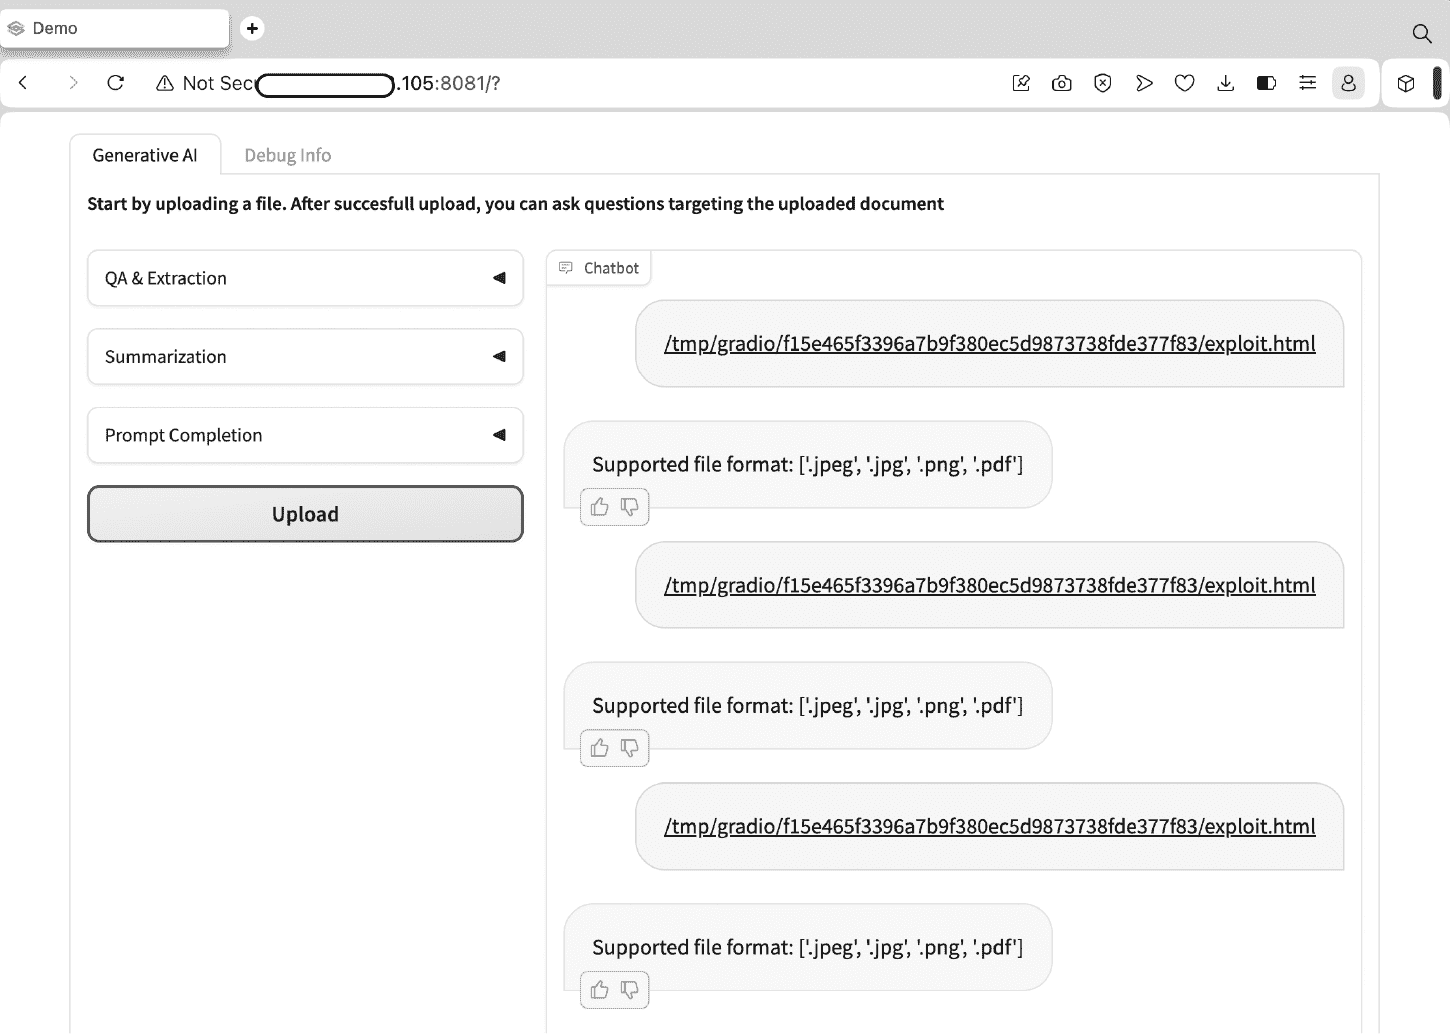 Demo
Not Sec .105:8081/?
Generative AI
Debug Info
Start by uploading a file. After succesfull upload, you can ask questions targeting the uploaded document
QA & Extraction
Summarization
Prompt Completion
Upload
Chatbot
/tmp/gradio/f15e465f3396a7b9f380ec5d9873738fde377f83/exploit.html
Supported file format: ['.jpeg', '.jpg', '.png', '.pdf']
/tmp/gradio/f15e465f3396a7b9f380ec5d9873738fde377f83/exploit.html
Supported file format: ['.jpeg', '.jpg', '.png', '.pdf']
/tmp/gradio/f15e465f3396a7b9f380ec5d9873738fde377f83/exploit.html
Supported file format: ['.jpeg', '.jpg', '.png', '.pdf']